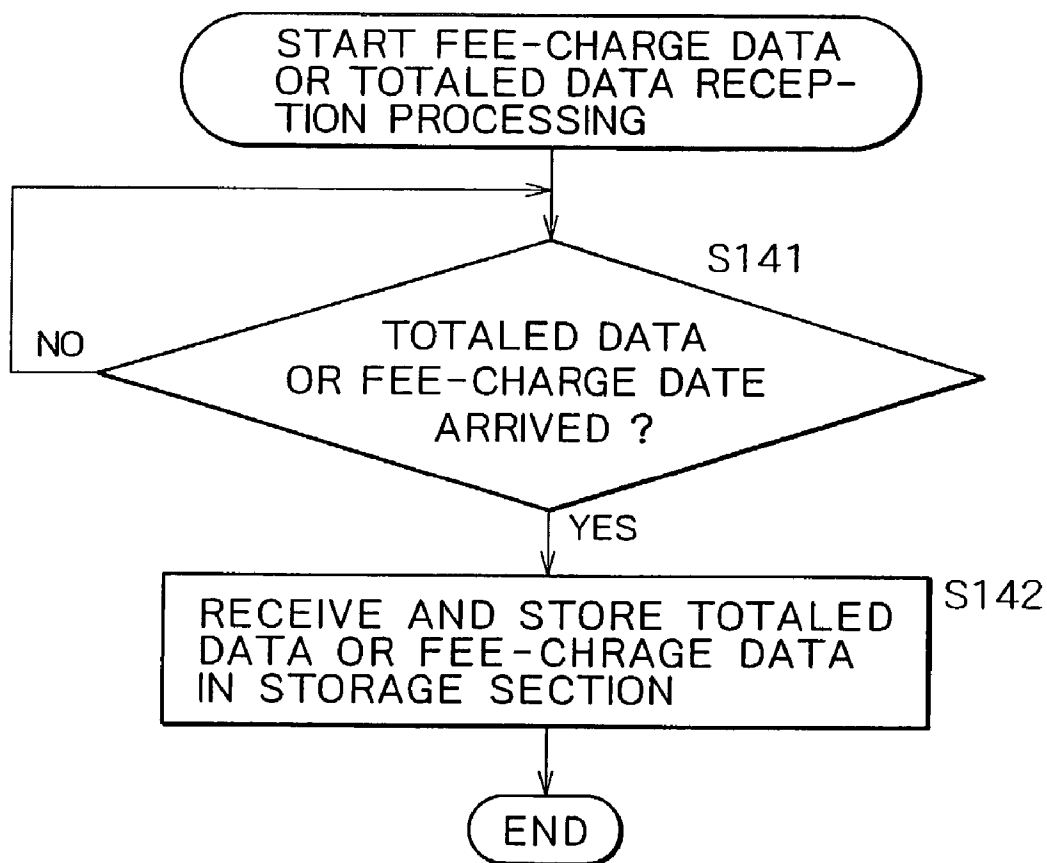 START FEE-CHARGE DATA
OR TOTALED DATA RECEP-
TION PROCESSING
S141
NO
TOTALED DATA
OR FEE-CHARGE DATE
ARRIVED ?
YES
S142
RECEIVE AND STORE TOTALED
DATA OR FEE-CHRAGE DATA
IN STORAGE SECTION
END